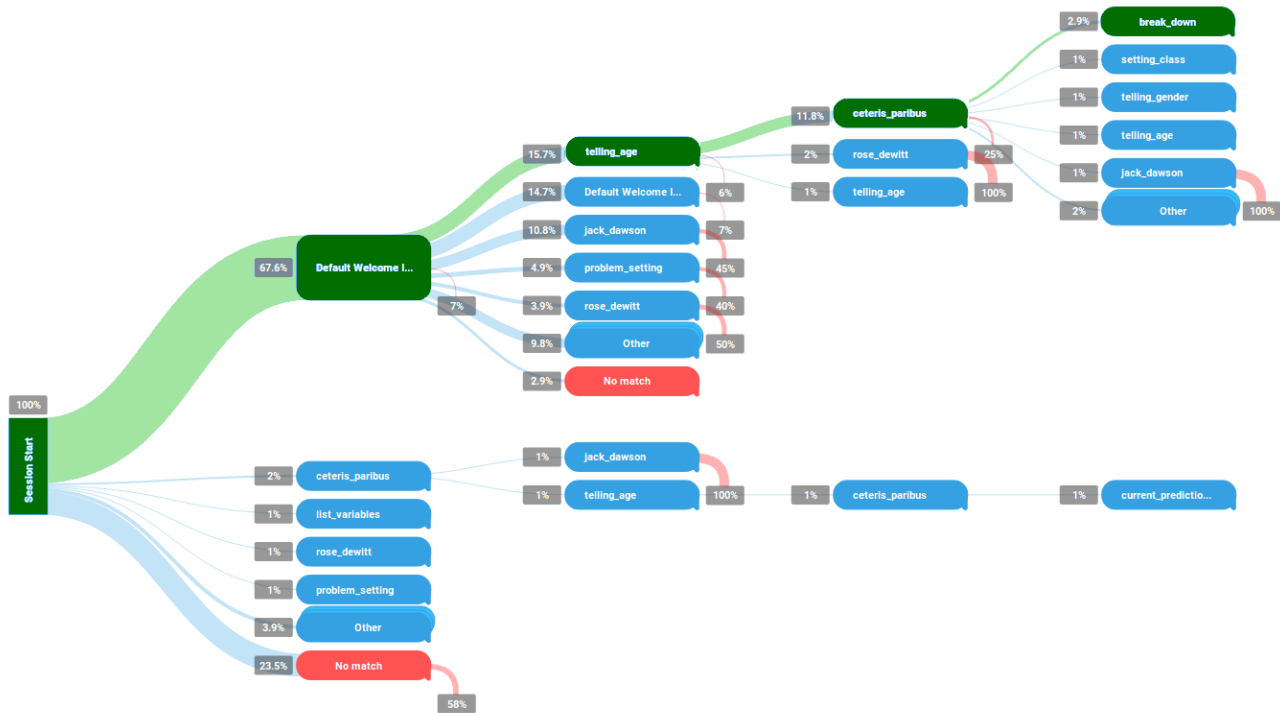 100%
Session Start
67.6%
Default Welcome I...
7%
2%
ceteris_paribus
1%
list_variables
1%
rose_dewitt
1%
problem_setting
3.9%
Other
23.5%
No match
58%
15.7%
telling_age
14.7%
Default Welcome I...
6%
10.8%
jack_dawson
7%
4.9%
problem_setting
45%
3.9%
rose_dewitt
40%
9.8%
Other
50%
2.9%
No match
1%
jack_dawson
1%
telling_age
100%
11.8%
ceteris_paribus
2%
rose_dewitt
25%
1%
telling_age
100%
1%
ceteris_paribus
2.9%
break_down
1%
setting_class
1%
telling_gender
1%
telling_age
1%
jack_dawson
2%
Other
100%
1%
current_predictio...